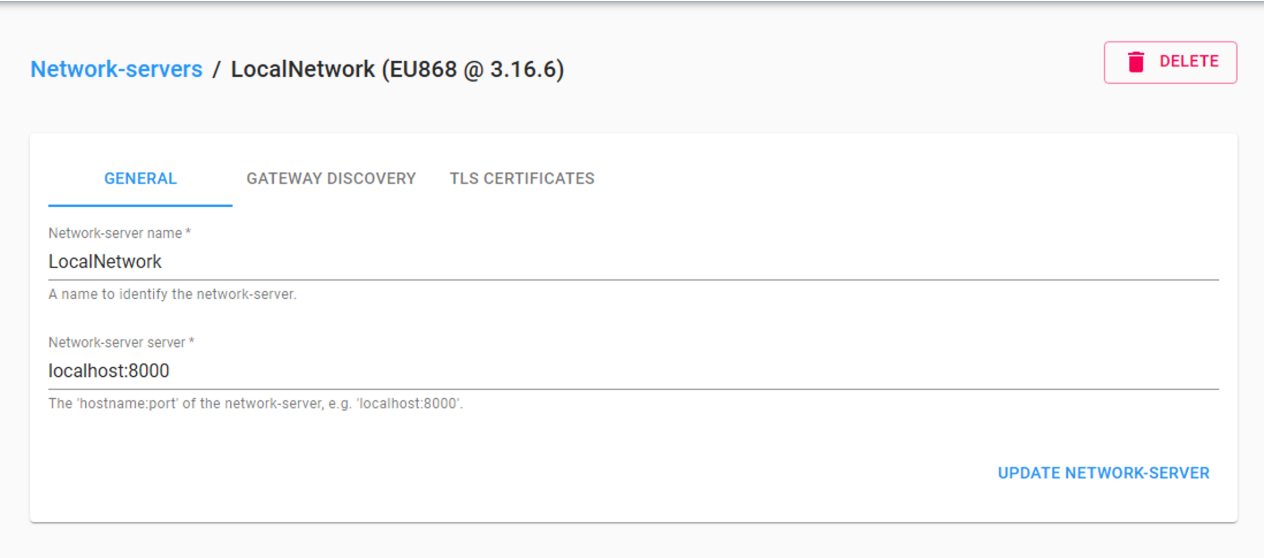 Network-servers / LocalNetwork (EU868 @ 3.16.6)
DELETE
GENERAL GATEWAY DISCOVERY TLS CERTIFICATES
Network-server name *
LocalNetwork
A name to identify the network-server.
Network-server server *
localhost:8000
The 'hostname:port' of the network-server, e.g. 'localhost:8000'.
UPDATE NETWORK-SERVER